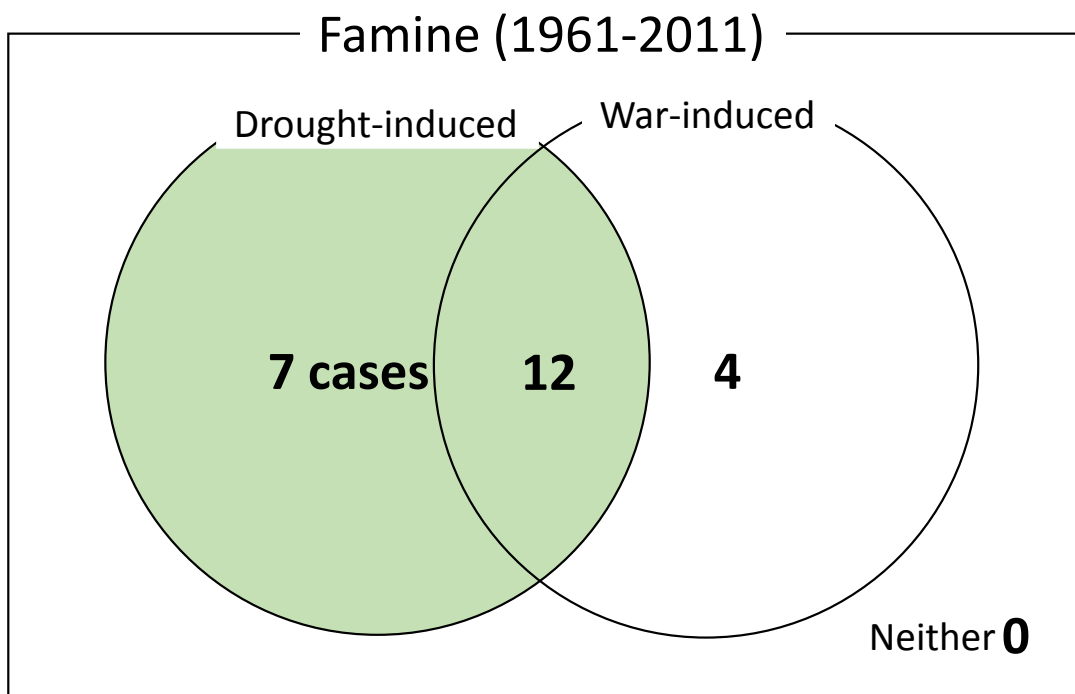 Famine (1961-2011)
Drought-induced
War-induced
7 cases
12
4
Neither 0